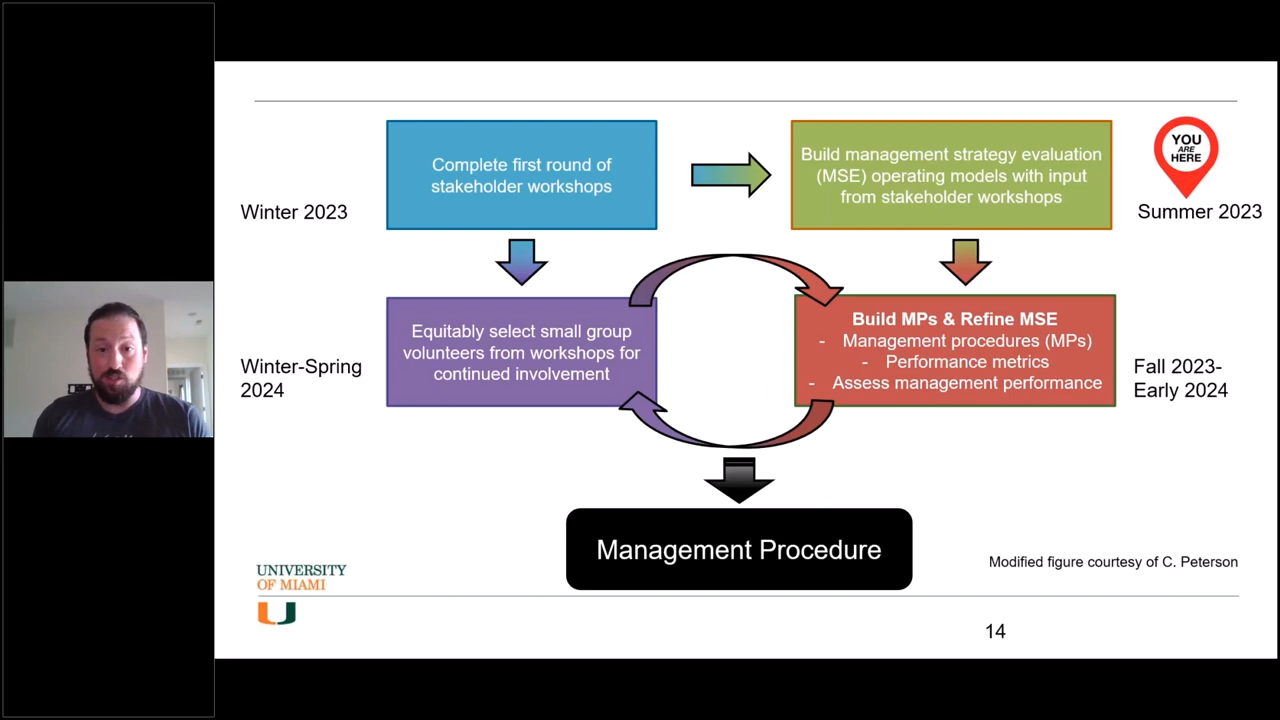 Complete first round of
stakeholder workshops
Winter 2023
Build management strategy evaluation
(MSE) operating models with input
from stakeholder workshops
YOU
ARE
HERE
Summer 2023
Equitably select small group
volunteers from workshops for
continued involvement
Winter-Spring
2024
Build MPs & Refine MSE
- Management procedures (MPs)
- Performance metrics
- Assess management performance
Fall 2023-
Early 2024
Management Procedure
Modified figure courtesy of C. Peterson
UNIVERSITY
OF MIAMI
U
14